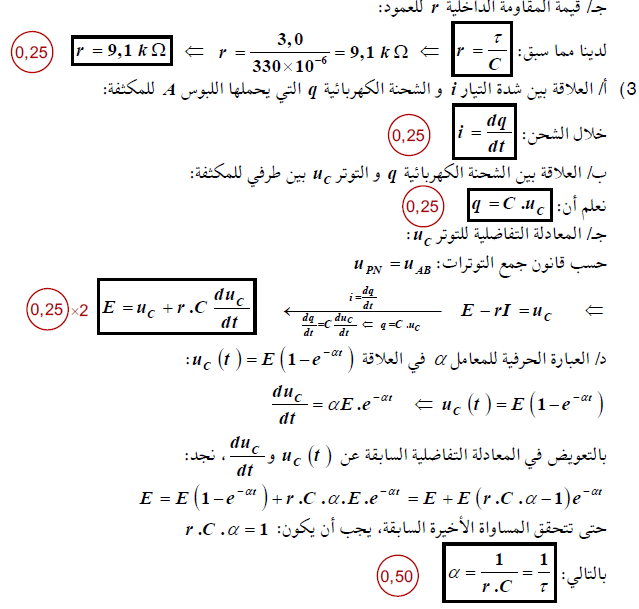 جـ/ قيمة المقاومة الداخلية r للعمود:
لدينا مما سبق: r = τ/C ⇐ r = 3,0/(330×10⁻⁶) = 9,1 k Ω ⇐ r = 9,1 k Ω 0,25
3) أ/ العلاقة بين شدة التيار i و الشحنة الكهربائية q التي يحملها اللبوس A للمكثفة:
خلال الشحن: i = dq/dt 0,25
ب/ العلاقة بين الشحنة الكهربائية q و التوتر u_C بين طرفي للمكثفة:
نعلم أن: q = C .u_C 0,25
جـ/ المعادلة التفاضلية للتوتر u_C:
حسب قانون جمع التوترات: u_PN = u_AB
⇐ E − rI = u_C ← (i = dq/dt) (dq/dt = C du_C/dt ⇐ q = C .u_C) E = u_C + r .C du_C/dt 0,25 ×2
د/ العبارة الحرفية للمعامل α في العلاقة u_C (t) = E (1 − e^(−αt)):
u_C (t) = E (1 − e^(−αt)) ⇐ du_C/dt = αE .e^(−αt)
بالتعويض في المعادلة التفاضلية السابقة عن u_C (t) و du_C/dt، نجد:
E = E (1 − e^(−αt)) + r .C .α.E .e^(−αt) = E + E (r .C .α − 1) e^(−αt)
حتى تتحقق المساواة الأخيرة السابقة، يجب أن يكون: r .C .α = 1
بالتالي: α = 1/(r .C) = 1/τ 0,50